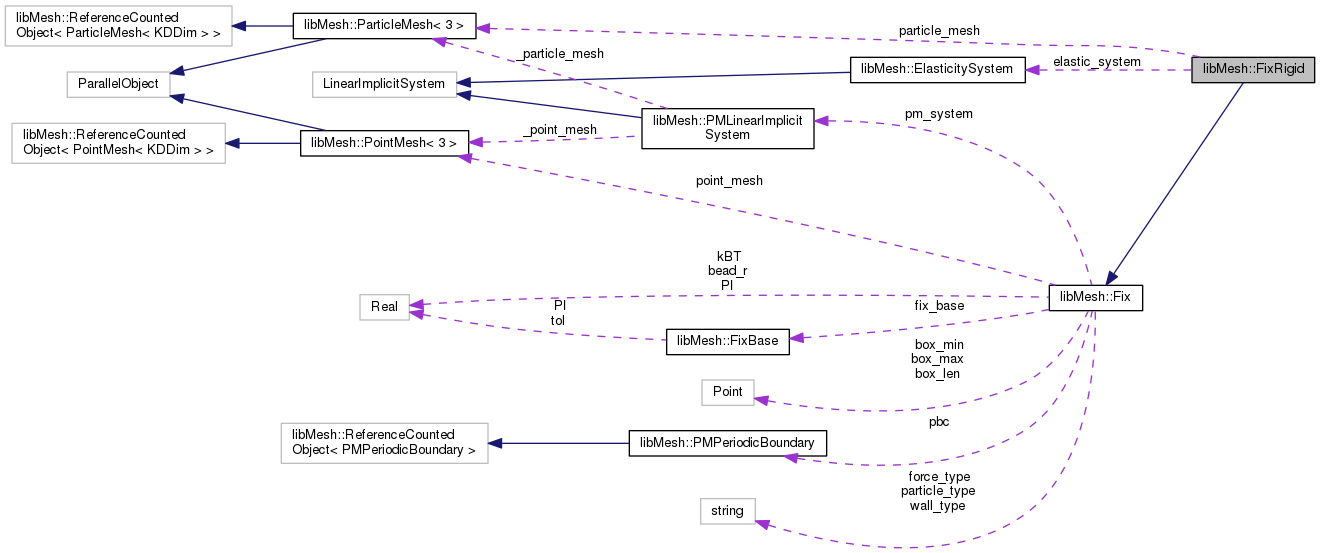 libMesh::ReferenceCounted
Object< ParticleMesh< KDDim > >
libMesh::ParticleMesh< 3 >
particle_mesh
_particle_mesh
ParallelObject
LinearImplicitSystem
libMesh::ElasticitySystem
elastic_system
libMesh::FixRigid
libMesh::ReferenceCounted
Object< PointMesh< KDDim > >
libMesh::PointMesh< 3 >
_point_mesh
libMesh::PMLinearImplicit
System
pm_system
point_mesh
kBT
bead_r
PI
Real
PI
tol
libMesh::FixBase
fix_base
libMesh::Fix
box_min
box_max
box_len
Point
pbc
libMesh::ReferenceCounted
Object< PMPeriodicBoundary >
libMesh::PMPeriodicBoundary
force_type
particle_type
wall_type
string